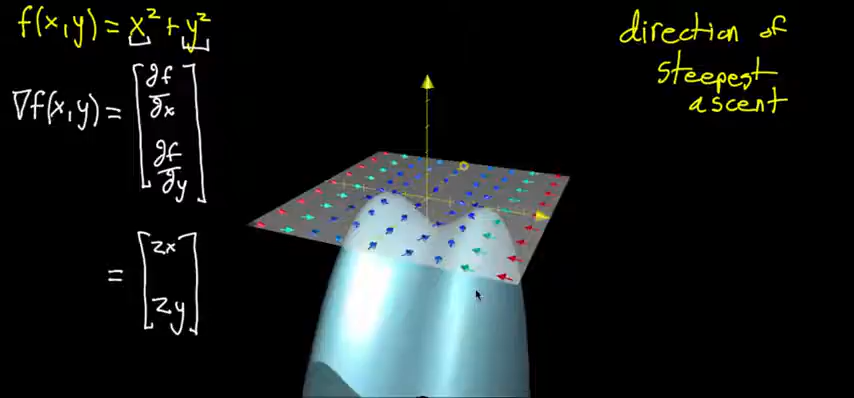 f(x,y) = x² + y²
∇f(x,y) = [∂f/∂x
∂f/∂y]
= [2x
2y]
direction of
steepest
ascent